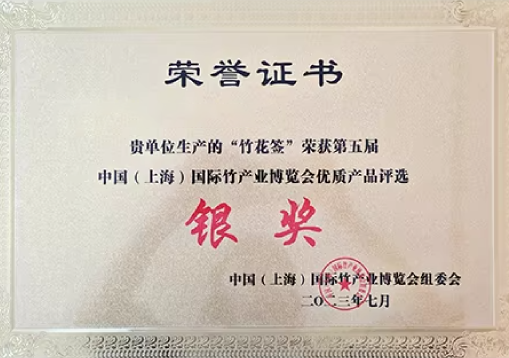 荣誉证书
贵单位生产的“竹花签”荣获第五届
中国（上海）国际竹产业博览会优质产品评选
银奖
中国（上海）国际竹产业博览会组委会
二〇二三年七月